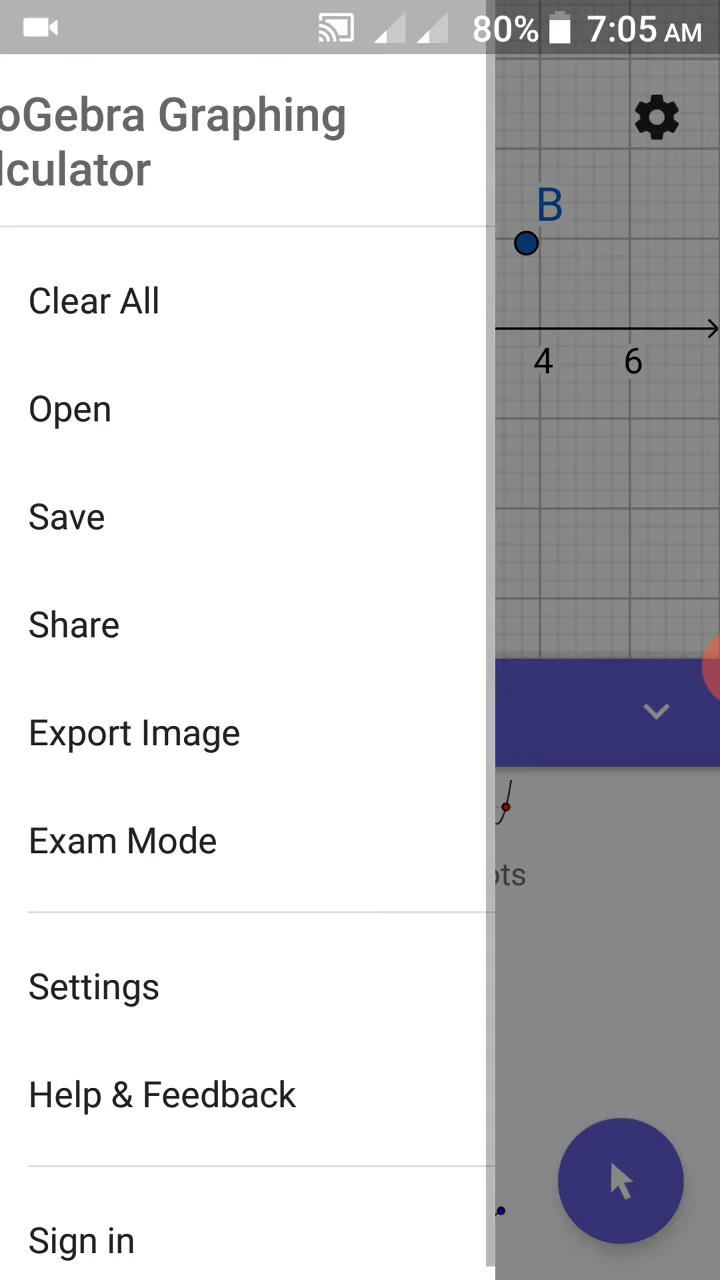 80% 7:05 AM
oGebra Graphing
lculator
B
Clear All
4 6
Open
Save
Share
Export Image
Exam Mode
ots
Settings
Help & Feedback
Sign in